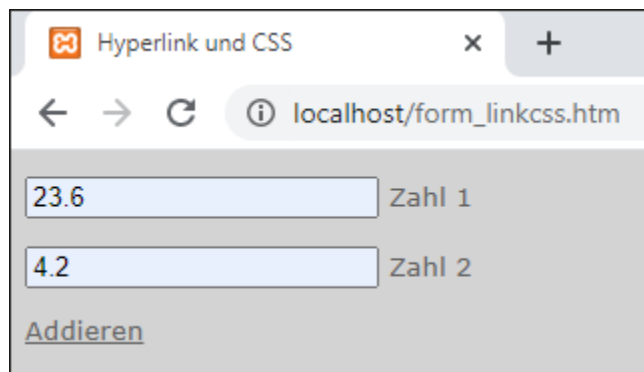 Hyperlink und CSS
localhost/form_linkcss.htm
23.6 Zahl 1
4.2 Zahl 2
Addieren